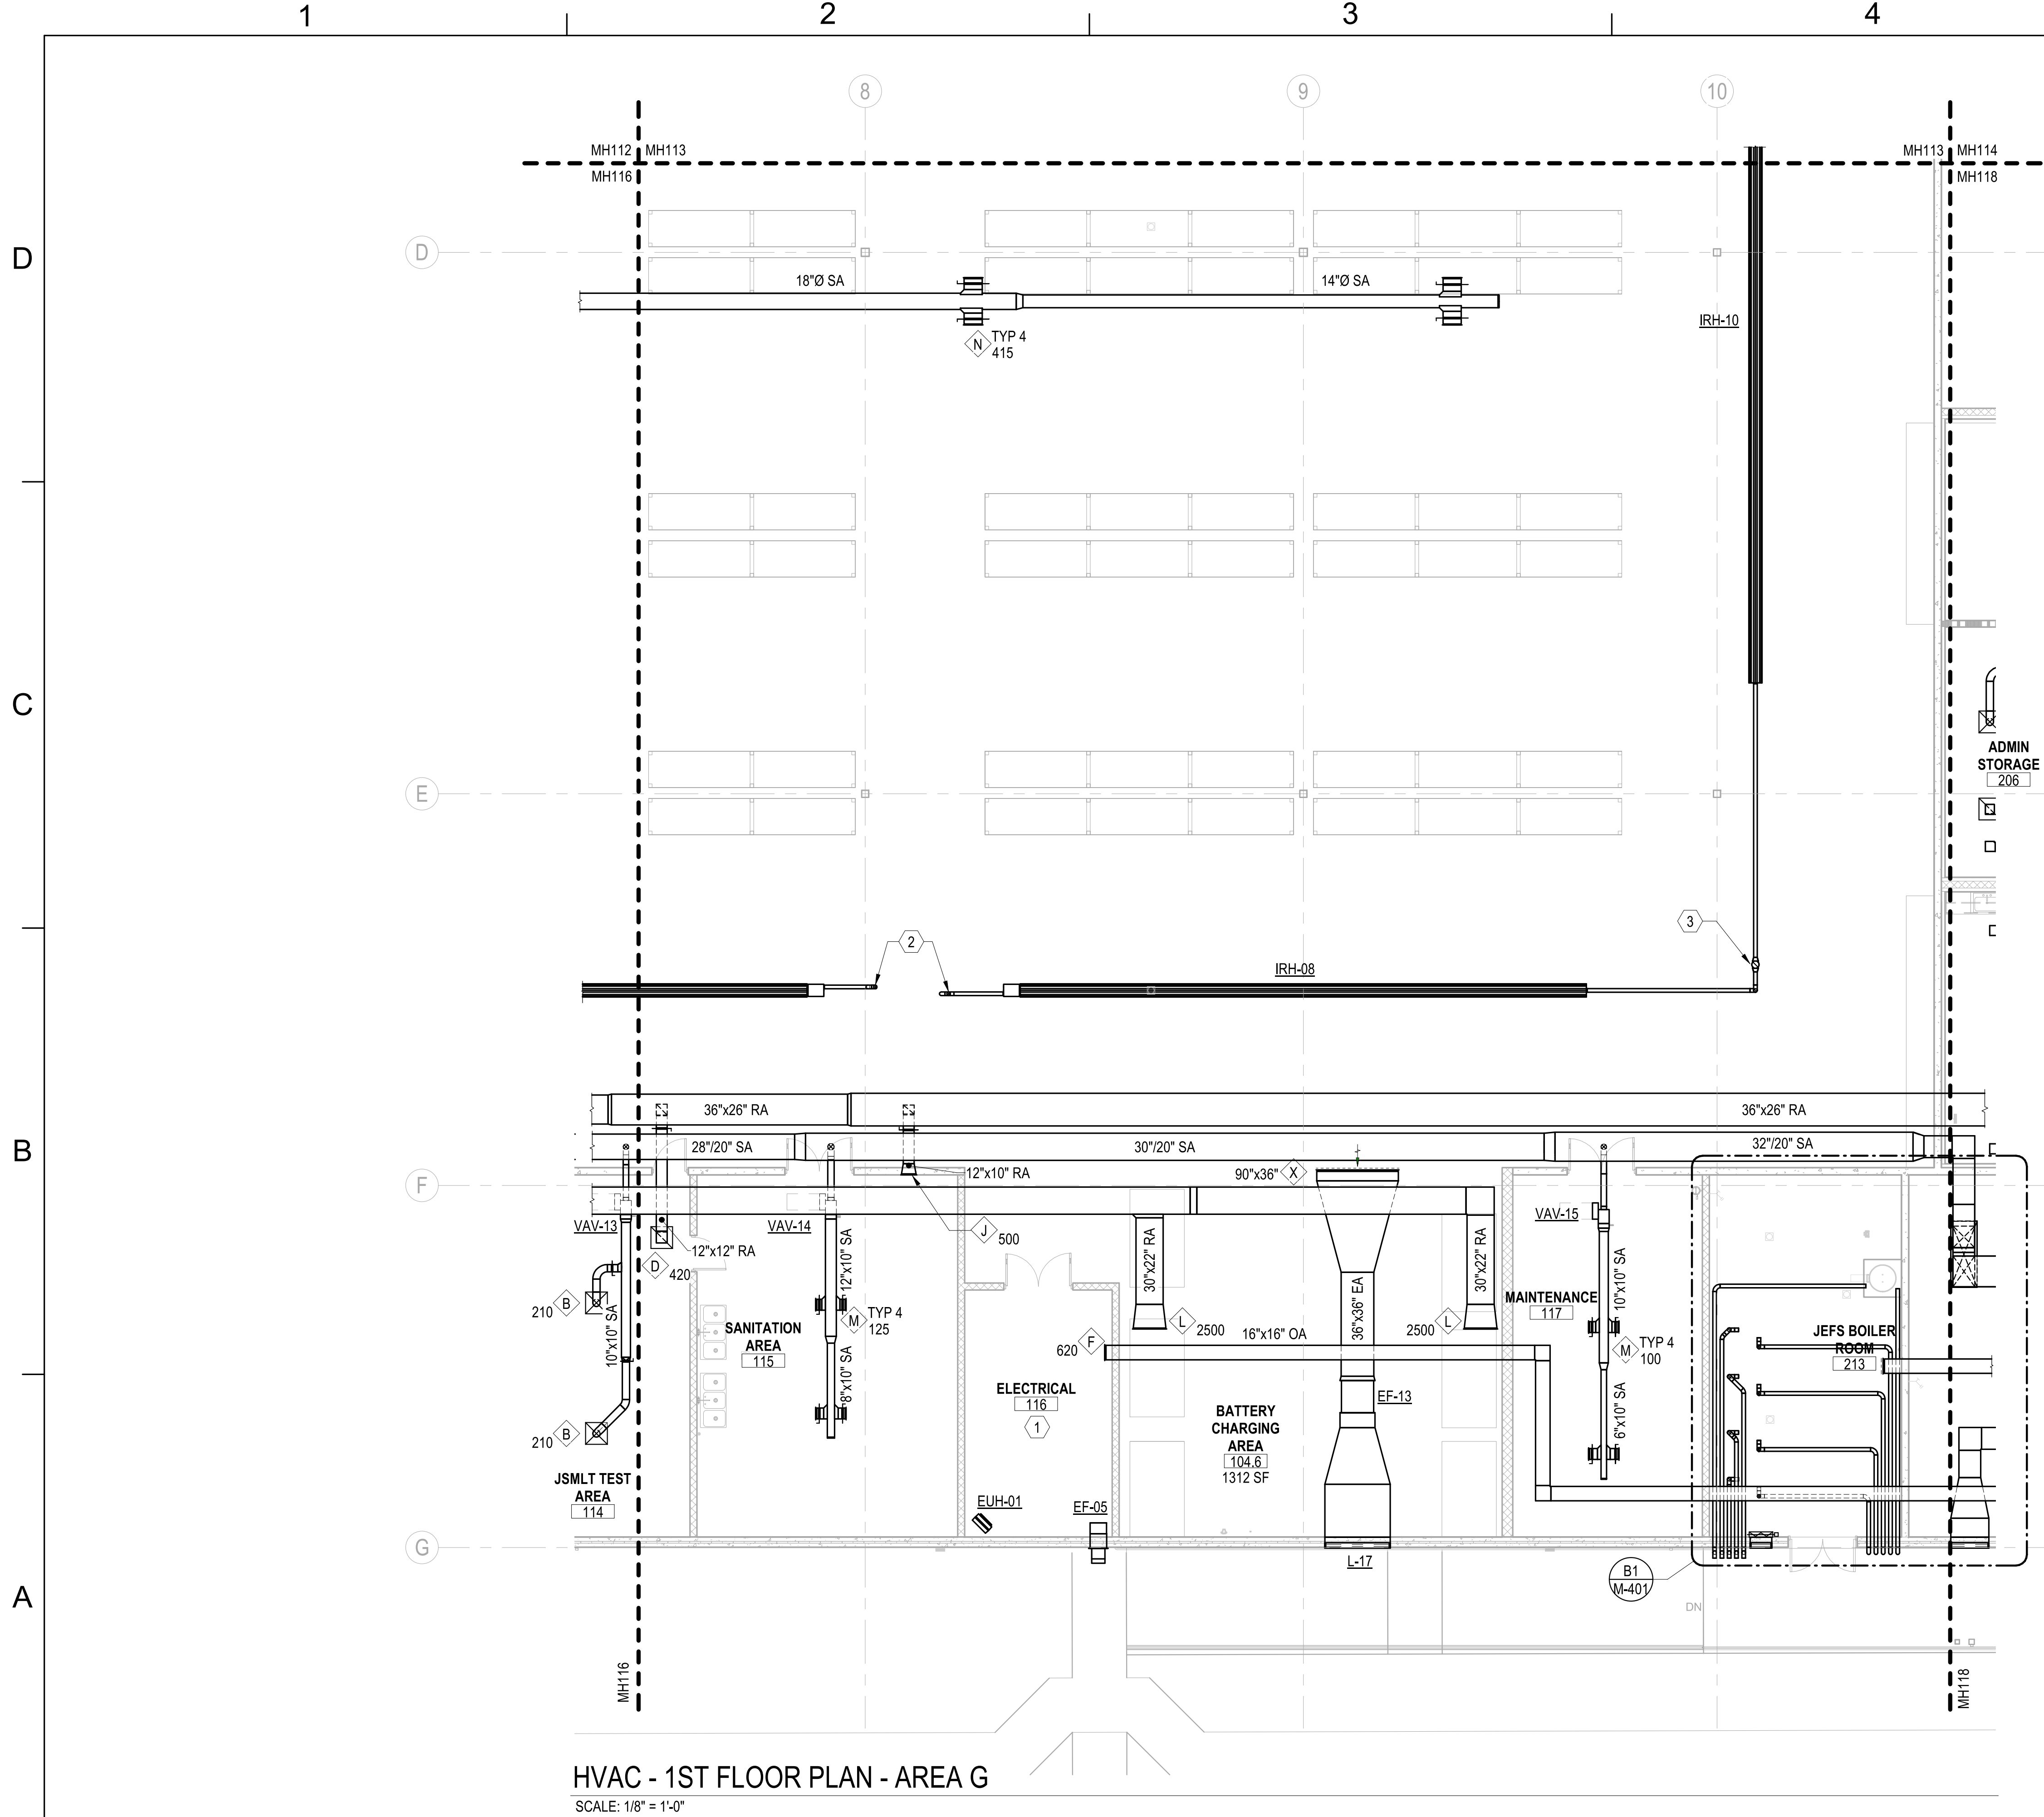 1
2
3
4
8
9
10
MH112
MH113
MH113
MH114
MH116
MH118
D
D
18"Ø SA
14"Ø SA
IRH-10
N
TYP 4
415
C
ADMIN
STORAGE
206
E
2
3
IRH-08
36"x26" RA
36"x26" RA
B
28"/20" SA
30"/20" SA
32"/20" SA
12"x10" RA
90"x36"
X
F
VAV-13
VAV-14
VAV-15
J
500
12"x12" RA
D
420
12"x10" SA
30"x22" RA
30"x22" RA
10"x10" SA
210
B
10"x10" SA
M
TYP 4
125
MAINTENANCE
117
36"x36" EA
L
2500
2500
L
SANITATION
AREA
115
620
F
16"x16" OA
M
TYP 4
100
JEFS BOILER
ROOM
213
8"x10" SA
ELECTRICAL
116
1
EF-13
6"x10" SA
BATTERY
CHARGING
AREA
104.6
1312 SF
210
B
JSMLT TEST
AREA
114
EUH-01
EF-05
G
L-17
B1
M-401
A
DN
MH116
MH118
HVAC - 1ST FLOOR PLAN - AREA G
SCALE: 1/8" = 1'-0"